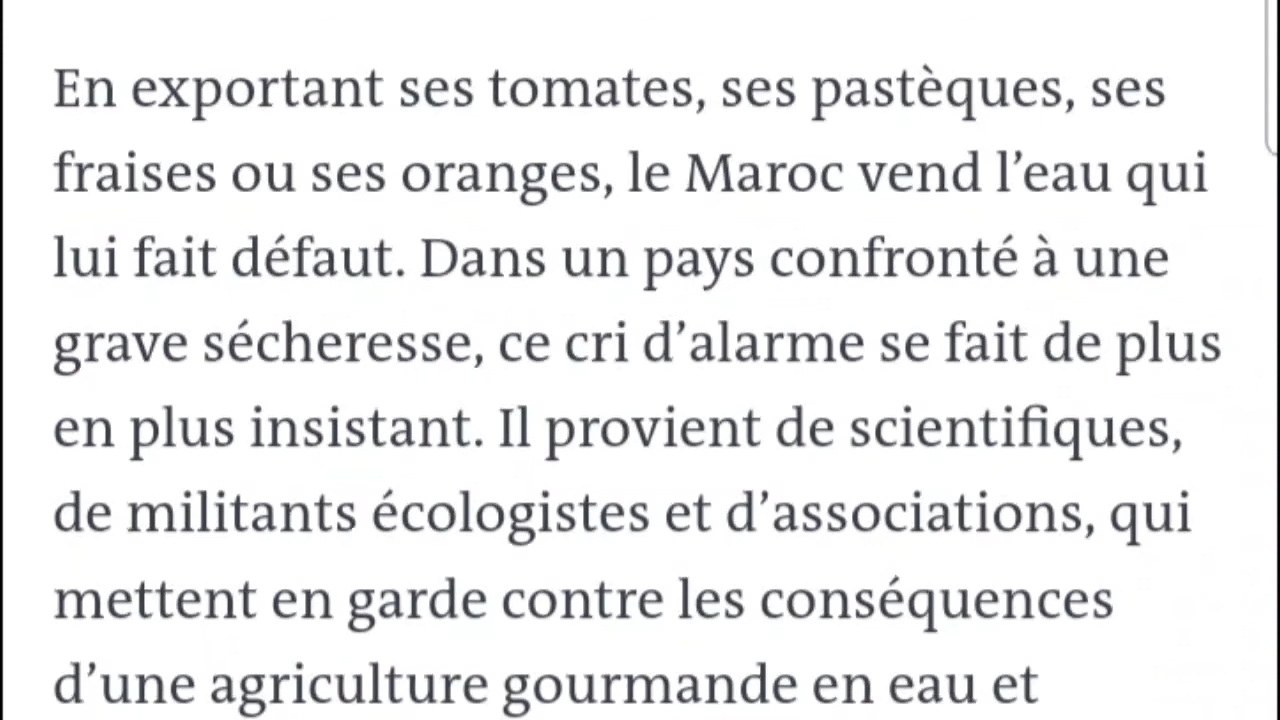 En exportant ses tomates, ses pastèques, ses
fraises ou ses oranges, le Maroc vend l’eau qui
lui fait défaut. Dans un pays confronté à une
grave sécheresse, ce cri d’alarme se fait de plus
en plus insistant. Il provient de scientifiques,
de militants écologistes et d’associations, qui
mettent en garde contre les conséquences
d’une agriculture gourmande en eau et